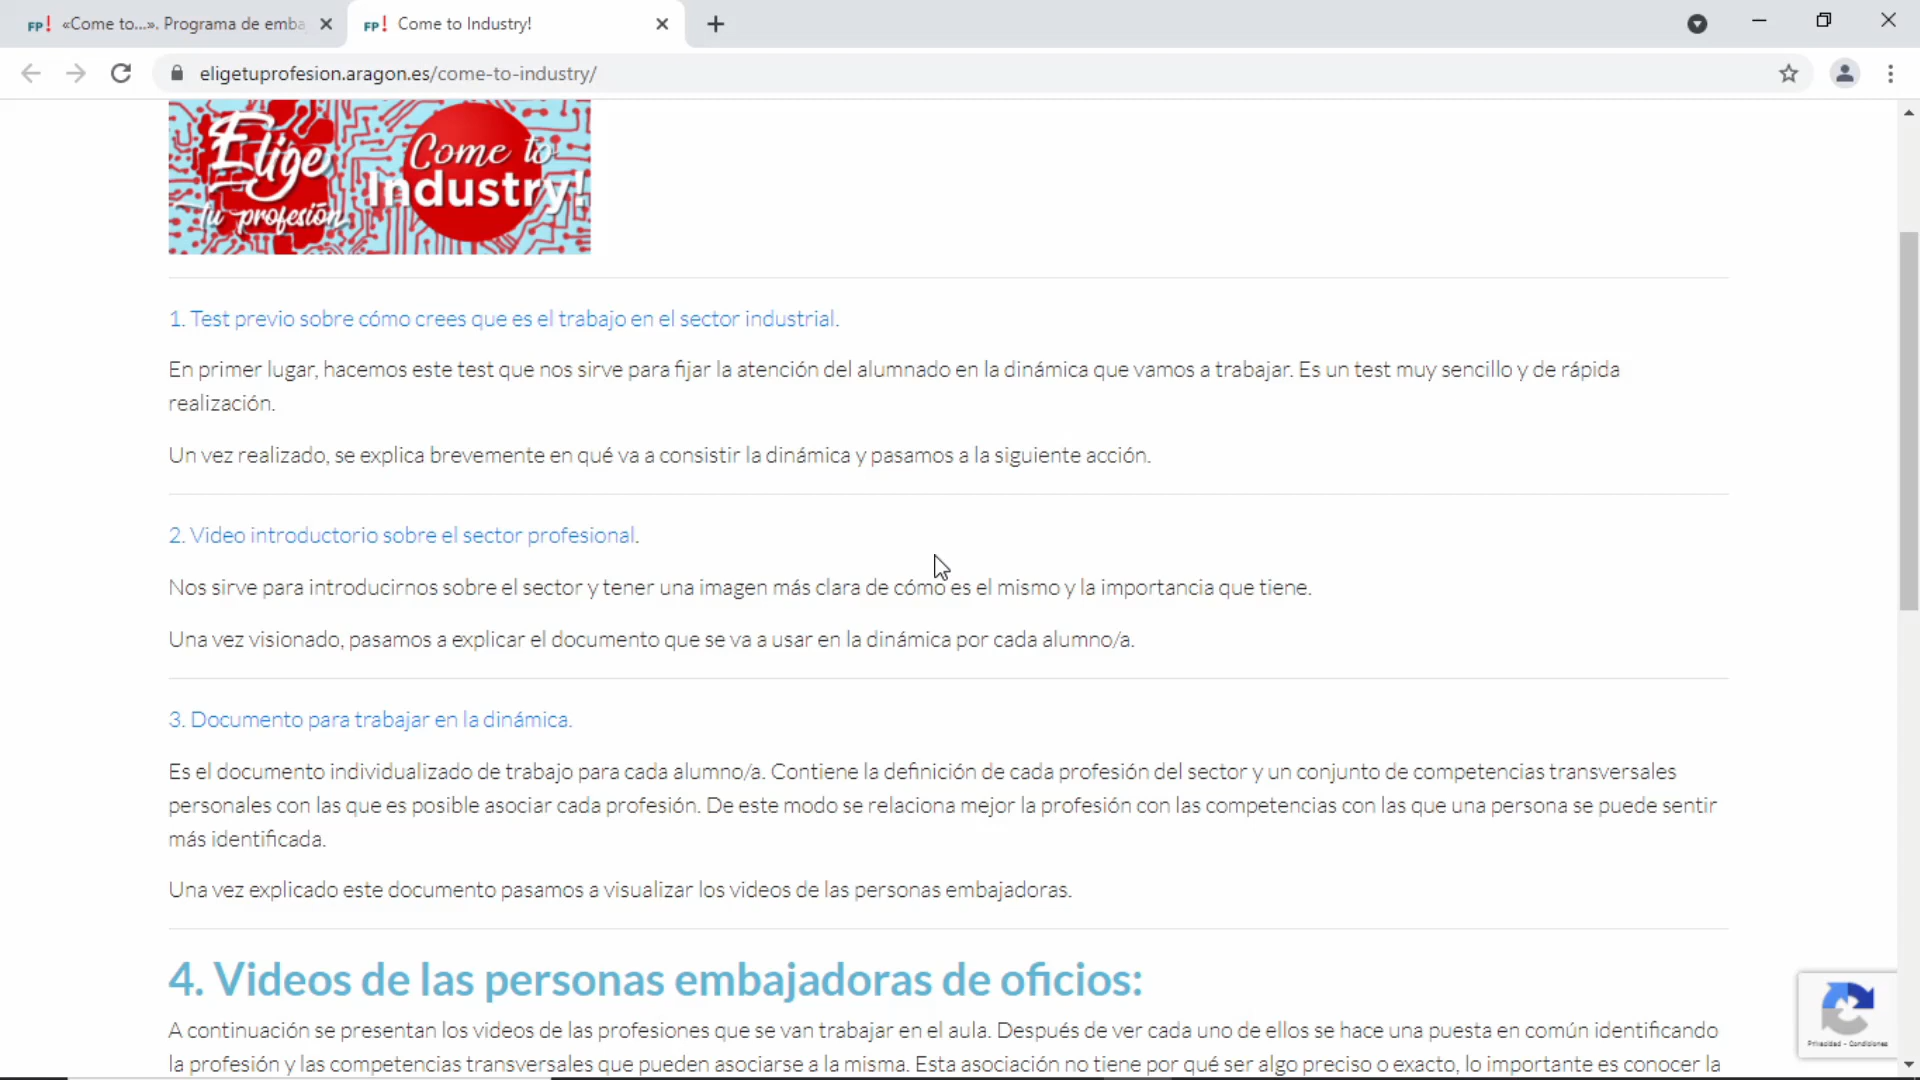 FP! «Come to...». Programa de emba
FP! Come to Industry!
eligetuprofesion.aragon.es/come-to-industry/
Elige
tu profesión
Come to
Industry!
1. Test previo sobre cómo crees que es el trabajo en el sector industrial.
En primer lugar, hacemos este test que nos sirve para fijar la atención del alumnado en la dinámica que vamos a trabajar. Es un test muy sencillo y de rápida
realización.
Un vez realizado, se explica brevemente en qué va a consistir la dinámica y pasamos a la siguiente acción.
2. Video introductorio sobre el sector profesional.
Nos sirve para introducirnos sobre el sector y tener una imagen más clara de cómo es el mismo y la importancia que tiene.
Una vez visionado, pasamos a explicar el documento que se va a usar en la dinámica por cada alumno/a.
3. Documento para trabajar en la dinámica.
Es el documento individualizado de trabajo para cada alumno/a. Contiene la definición de cada profesión del sector y un conjunto de competencias transversales
personales con las que es posible asociar cada profesión. De este modo se relaciona mejor la profesión con las competencias con las que una persona se puede sentir
más identificada.
Una vez explicado este documento pasamos a visualizar los videos de las personas embajadoras.
4. Videos de las personas embajadoras de oficios:
A continuación se presentan los videos de las profesiones que se van trabajar en el aula. Después de ver cada uno de ellos se hace una puesta en común identificando
la profesión y las competencias transversales que pueden asociarse a la misma. Esta asociación no tiene por qué ser algo preciso o exacto, lo importante es conocer la
Privacidad - Condiciones